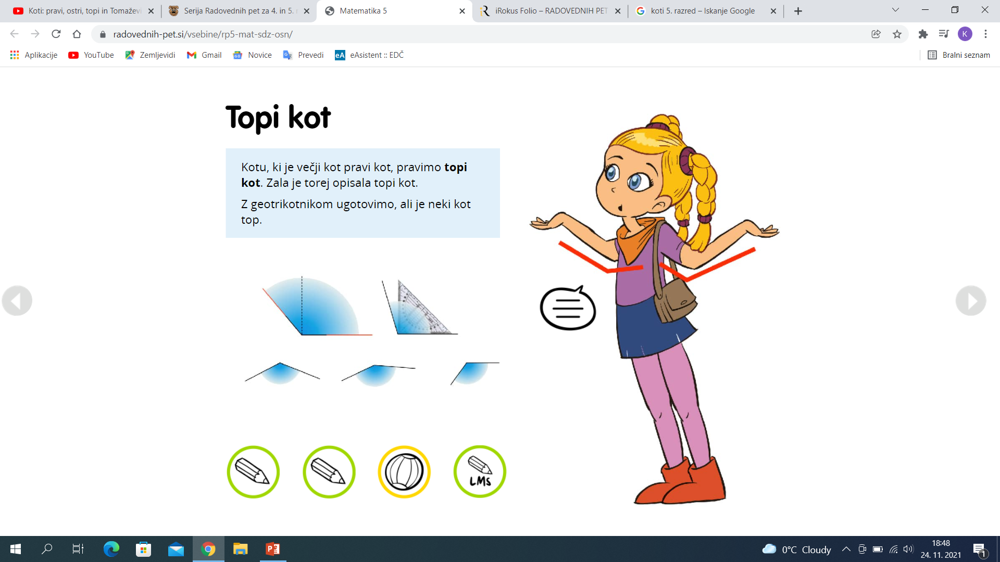 Koti: pravi, ostri, topi in Tomaževi
Serija Radovednih pet za 4. in 5. r
Matematika 5
iRokus Folio – RADOVEDNIH PET
koti 5. razred – Iskanje Google
radovednih-pet.si/vsebine/rp5-mat-sdz-osn/
K
Aplikacije
YouTube
Zemljevidi
Gmail
Novice
Prevedi
eA
eAsistent :: EDČ
Bralni seznam
Topi kot
Kotu, ki je večji kot pravi kot, pravimo topi
kot. Zala je torej opisala topi kot.
Z geotrikotnikom ugotovimo, ali je neki kot
top.
LMs
0°C Cloudy
18:48
24. 11. 2021
1